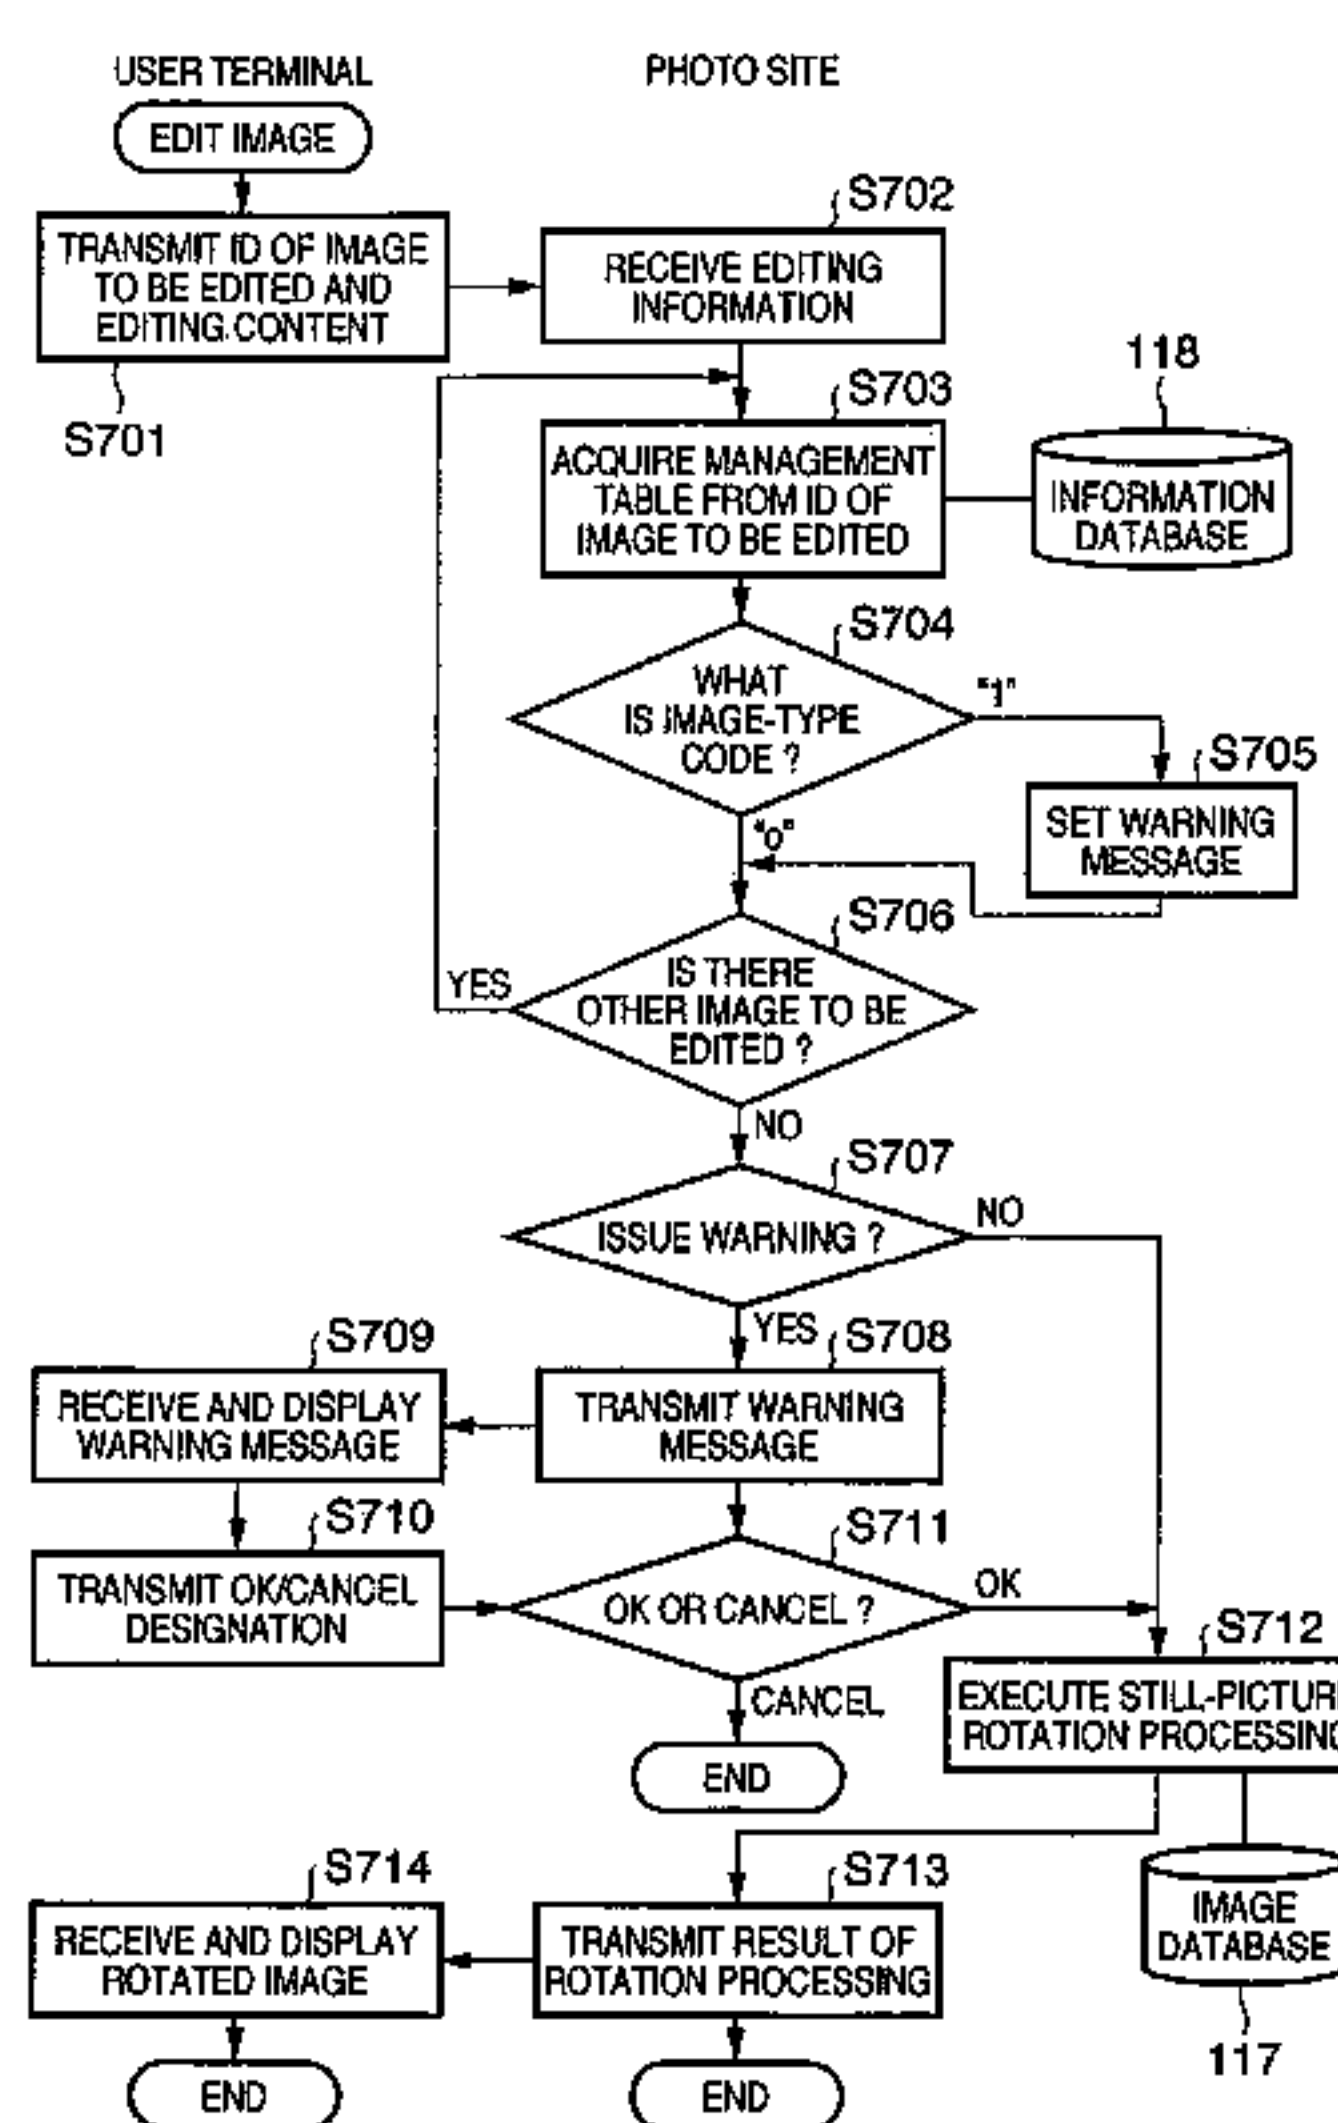 USER TERMINAL
PHOTO SITE
EDIT IMAGE
S702
TRANSMIT ID OF IMAGE
TO BE EDITED AND
EDITING CONTENT
RECEIVE EDITING
INFORMATION
S701
118
S703
ACQUIRE MANAGEMENT
TABLE FROM ID OF
IMAGE TO BE EDITED
INFORMATION
DATABASE
S704
WHAT
IS IMAGE-TYPE
CODE ?
"1"
S705
SET WARNING
MESSAGE
"0"
S706
IS THERE
OTHER IMAGE TO BE
EDITED ?
YES
NO
S707
ISSUE WARNING ?
NO
YES
S709
S708
RECEIVE AND DISPLAY
WARNING MESSAGE
TRANSMIT WARNING
MESSAGE
S710
S711
TRANSMIT OK/CANCEL
DESIGNATION
OK OR CANCEL ?
OK
S712
CANCEL
EXECUTE STILL-PICTURE
ROTATION PROCESSING
END
S714
S713
RECEIVE AND DISPLAY
ROTATED IMAGE
TRANSMIT RESULT OF
ROTATION PROCESSING
IMAGE
DATABASE
117
END
END